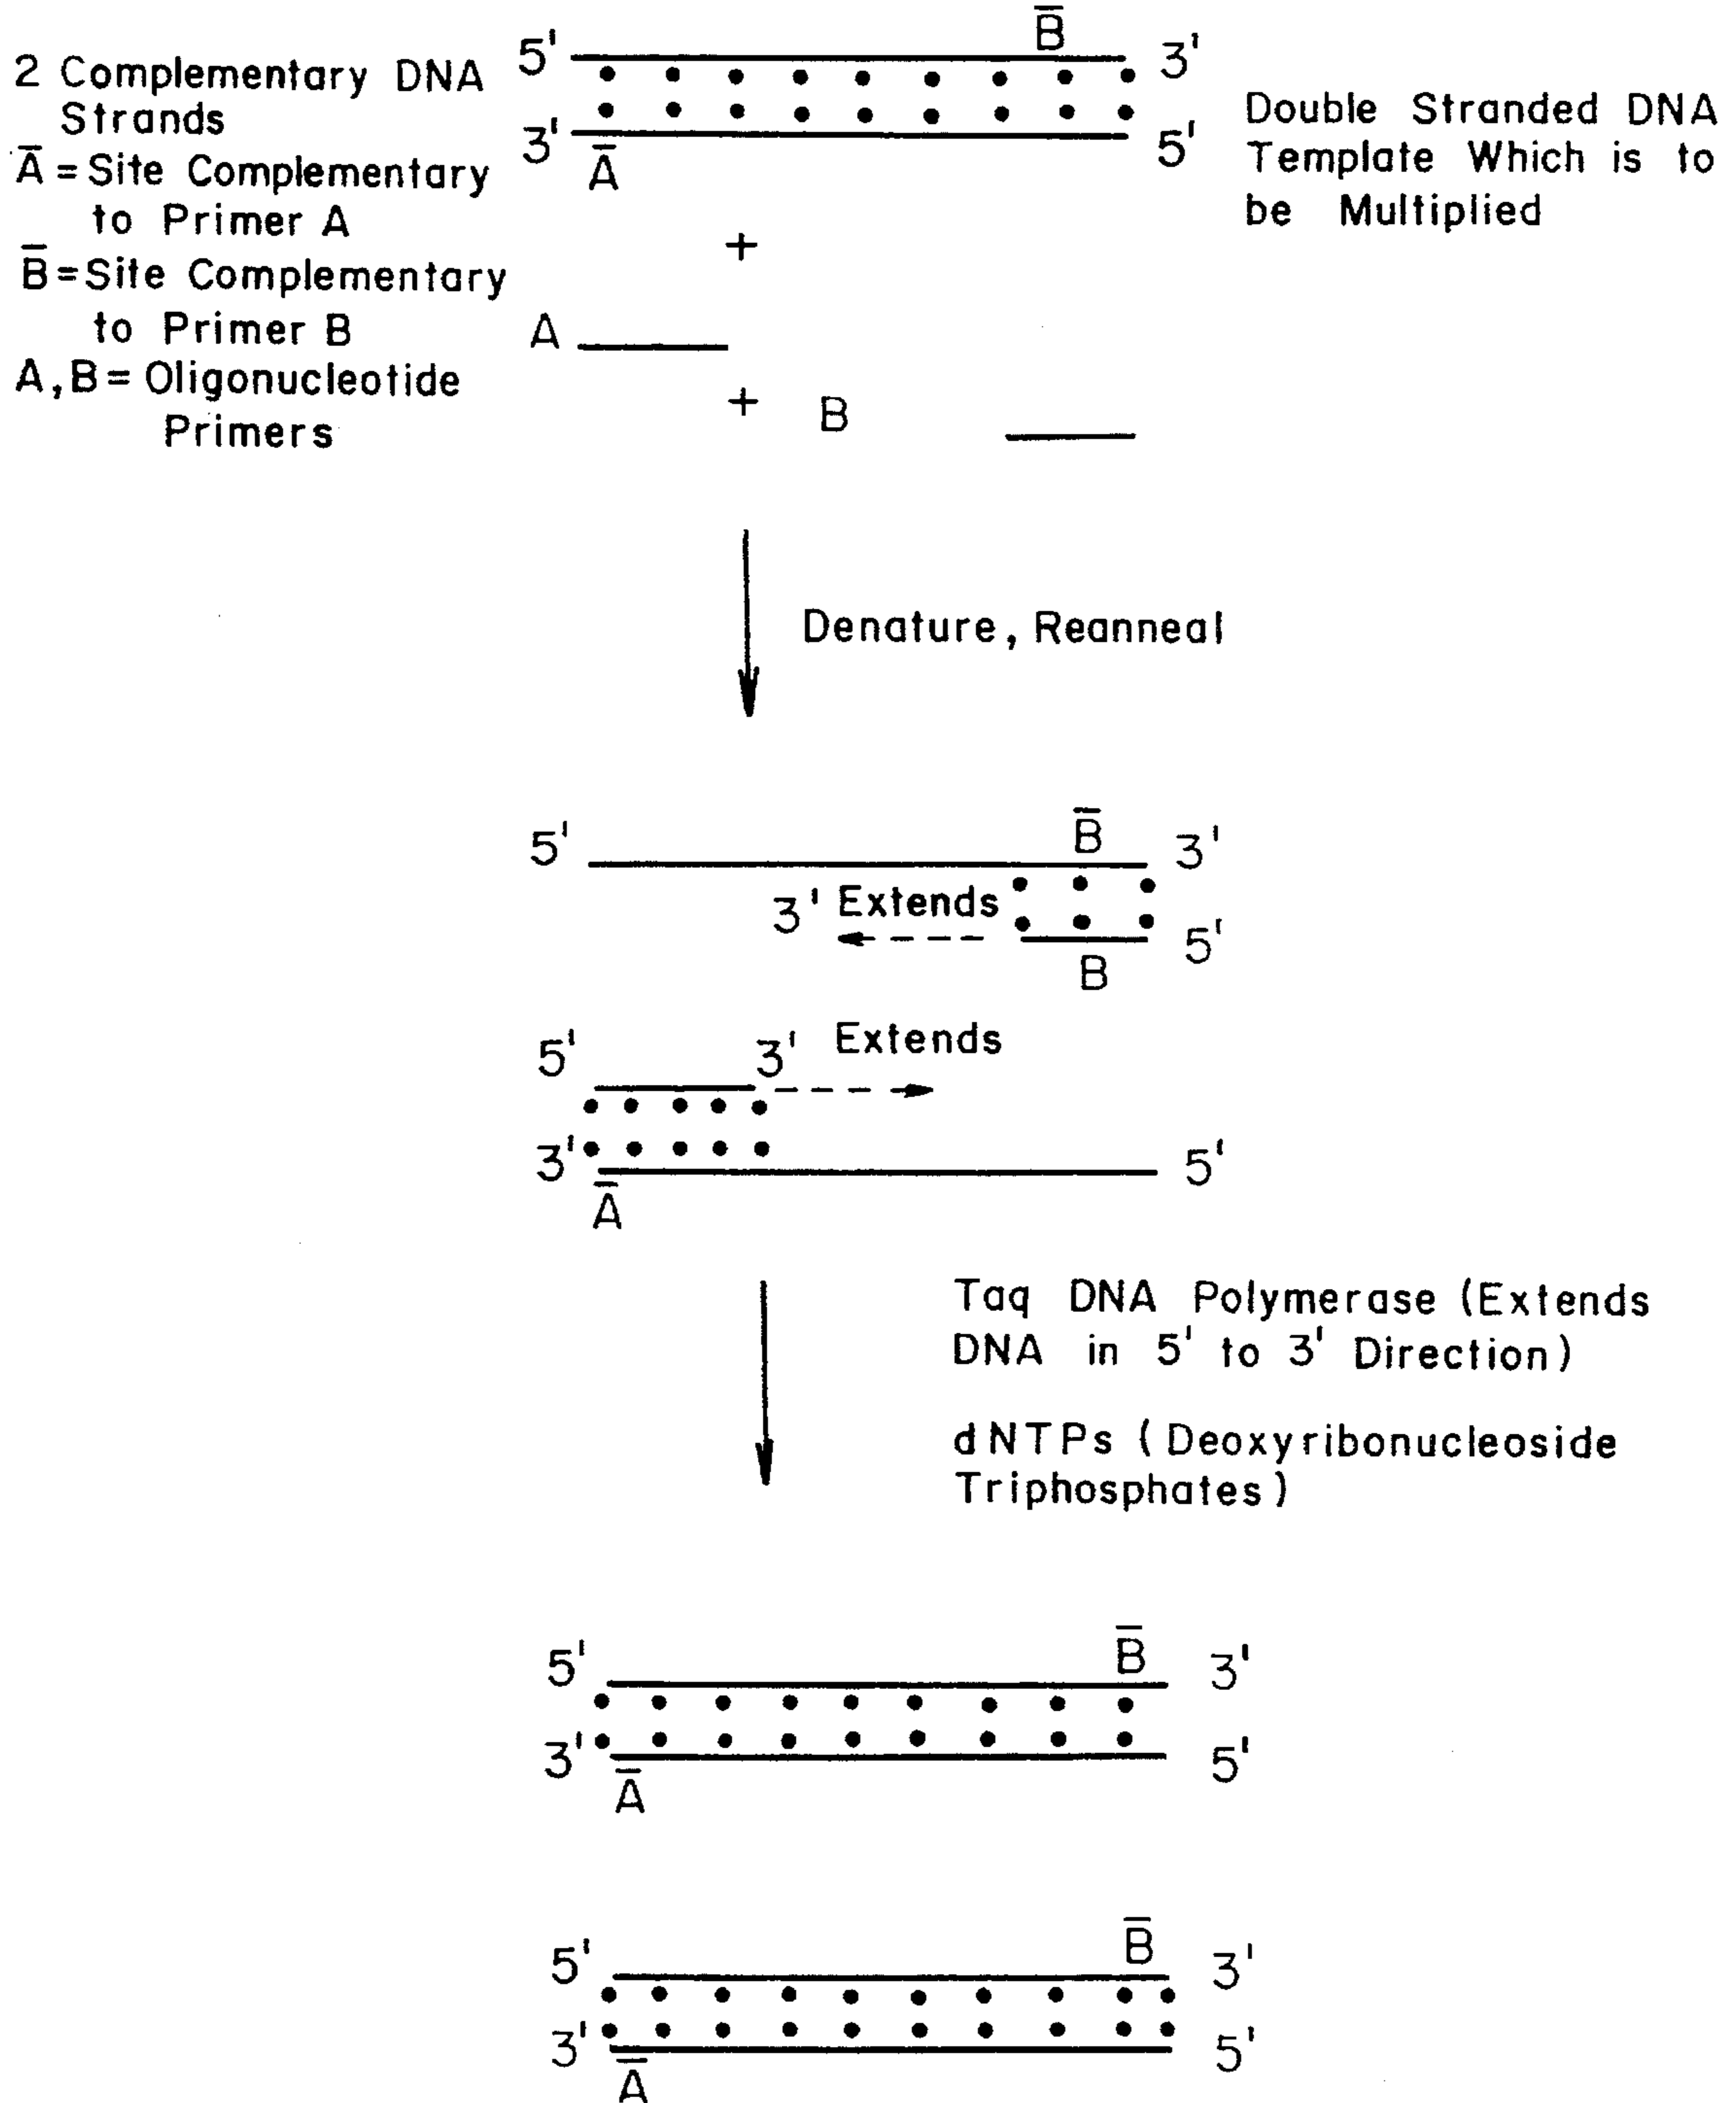 B̅
5' 3'
2 Complementary DNA
Strands
3' A̅ 5'
Double Stranded DNA
Template Which is to
be Multiplied
A̅ = Site Complementary
to Primer A
B̅ = Site Complementary
to Primer B
A, B = Oligonucleotide
Primers
+
A
+ B
Denature, Reanneal
B̅
5' 3'
3' Extends
5'
B
5' 3' Extends
3' 5'
A̅
Taq DNA Polymerase (Extends
DNA in 5' to 3' Direction)
dNTPs (Deoxyribonucleoside
Triphosphates)
B̅
5' 3'
3' 5'
A̅
B̅
5' 3'
3' 5'
A̅